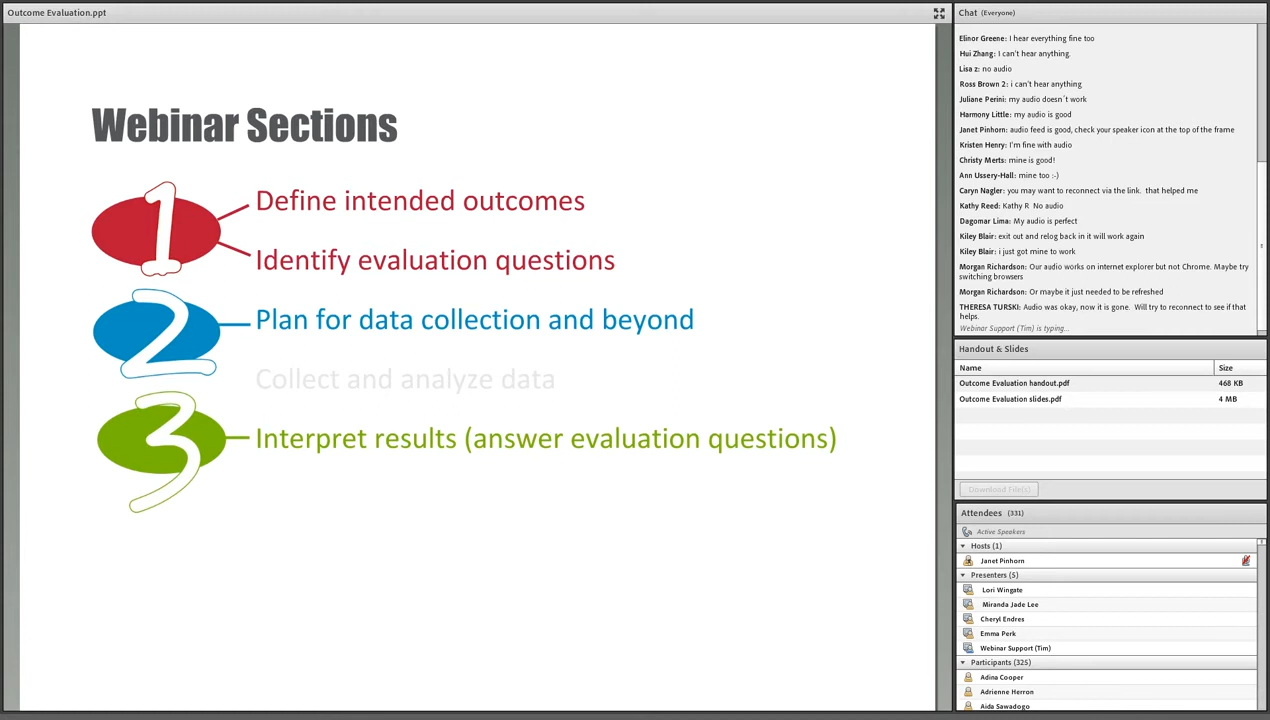 Outcome Evaluation.ppt
Webinar Sections
1
Define intended outcomes
Identify evaluation questions
2
Plan for data collection and beyond
Collect and analyze data
3
Interpret results (answer evaluation questions)
Chat (Everyone)
Elinor Greene: I hear everything fine too
Hui Zhang: I can't hear anything.
Lisa z: no audio
Ross Brown 2: i can't hear anything
Juliane Perini: my audio doesn´t work
Harmony Little: my audio is good
Janet Pinhorn: audio feed is good, check your speaker icon at the top of the frame
Kristen Henry: I'm fine with audio
Christy Merts: mine is good!
Ann Ussery-Hall: mine too :-)
Caryn Nagler: you may want to reconnect via the link.  that helped me
Kathy Reed: Kathy R  No audio
Dagomar Lima: My audio is perfect
Kiley Blair: exit out and relog back in it will work again
Kiley Blair: i just got mine to work
Morgan Richardson: Our audio works on internet explorer but not Chrome. Maybe try
switching browsers
Morgan Richardson: Or maybe it just needed to be refreshed
THERESA TURSKI: Audio was okay, now it is gone.  Will try to reconnect to see if that
helps.
Webinar Support (Tim) is typing...
Handout & Slides
Name Size
Outcome Evaluation handout.pdf 468 KB
Outcome Evaluation slides.pdf 4 MB
Download File(s)
Attendees (331)
Active Speakers
Hosts (1)
Janet Pinhorn
Presenters (5)
Lori Wingate
Miranda Jade Lee
Cheryl Endres
Emma Perk
Webinar Support (Tim)
Participants (325)
Adina Cooper
Adrienne Herron
Aida Sawadogo